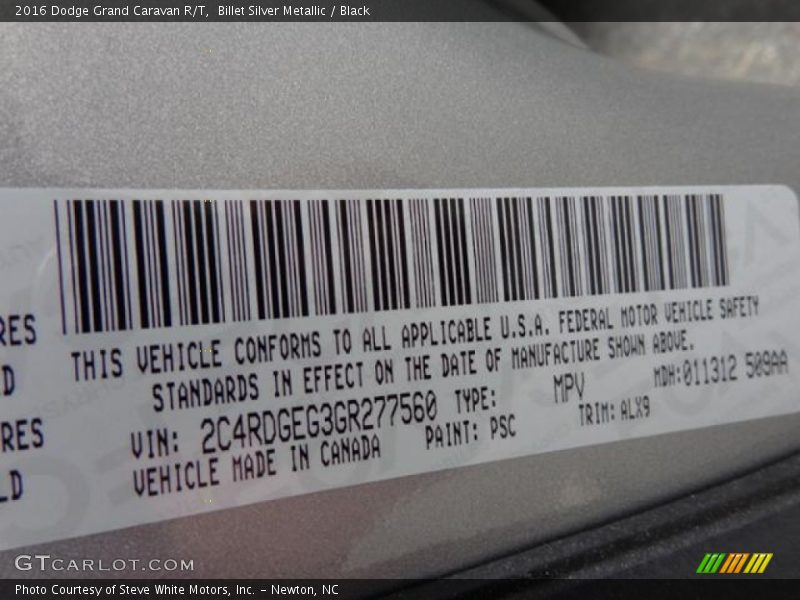 2016 Dodge Grand Caravan R/T, Billet Silver Metallic / Black
THIS VEHICLE CONFORMS TO ALL APPLICABLE U.S.A. FEDERAL MOTOR VEHICLE SAFETY
STANDARDS IN EFFECT ON THE DATE OF MANUFACTURE SHOWN ABOVE.
VIN: 2C4RDGEG3GR277560 TYPE: MPV MDH:011312 509AA
VEHICLE MADE IN CANADA PAINT: PSC TRIM: ALX9
RES
D
RES
LD
GTCARLOT.COM
Photo Courtesy of Steve White Motors, Inc. – Newton, NC